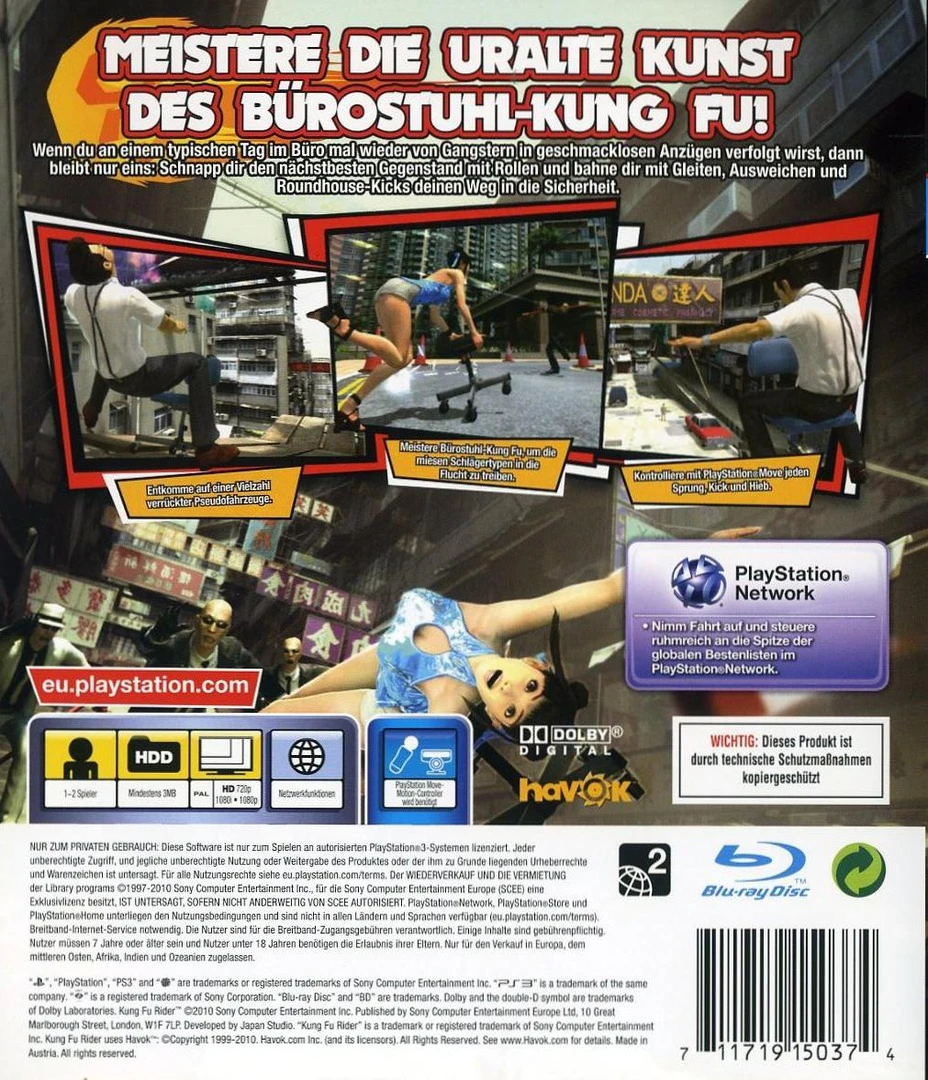 MEISTERE DIE URALTE KUNST
DES BÜROSTUHL-KUNG FU!
Wenn du an einem typischen Tag im Büro mal wieder von Gangstern in geschmacklosen Anzügen verfolgt wirst, dann
bleibt nur eins: Schnapp dir den nächstbesten Gegenstand mit Rollen und bahne dir mit Gleiten, Ausweichen und
Roundhouse-Kicks deinen Weg in die Sicherheit.
NDA 達人
Entkomme auf einer Vielzahl
verrückter Pseudofahrzeuge.
Meistere Bürostuhl-Kung Fu, um die
miesen Schlägertypen in die
Flucht zu treiben.
Kontrolliere mit PlayStation®Move jeden
Sprung, Kick und Hieb.
PlayStation®
Network
• Nimm Fahrt auf und steuere
ruhmreich an die Spitze der
globalen Bestenlisten im
PlayStation®Network.
eu.playstation.com
HDD
1-2 Spieler
Mindestens 3MB
PAL HD 720p
1080i • 1080p
Netzwerkfunktionen
PlayStation Move-
Motion-Controller
wird benötigt
DOLBY®
DIGITAL
havok
WICHTIG: Dieses Produkt ist
durch technische Schutzmaßnahmen
kopiergeschützt
NUR ZUM PRIVATEN GEBRAUCH: Diese Software ist nur zum Spielen an autorisierten PlayStation®3-Systemen lizenziert. Jeder
unberechtigte Zugriff, und jegliche unberechtigte Nutzung oder Weitergabe des Produktes oder der ihm zu Grunde liegenden Urheberrechte
und Warenzeichen ist untersagt. Für alle Nutzungsrechte siehe eu.playstation.com/terms. Der WIEDERVERKAUF UND DIE VERMIETUNG
der Library programs ©1997-2010 Sony Computer Entertainment Inc., für die Sony Computer Entertainment Europe (SCEE) eine
Exklusivlizenz besitzt, IST UNTERSAGT, SOFERN NICHT ANDERWEITIG VON SCEE AUTORISIERT. PlayStation®Network, PlayStation®Store und
PlayStation®Home unterliegen den Nutzungsbedingungen und sind nicht in allen Ländern und Sprachen verfügbar (eu.playstation.com/terms).
Breitband-Internet-Service notwendig. Die Nutzer sind für die Breitband-Zugangsgebühren verantwortlich. Einige Inhalte sind gebührenpflichtig.
Nutzer müssen 7 Jahre oder älter sein und Nutzer unter 18 Jahren benötigen die Erlaubnis ihrer Eltern. Nur für den Verkauf in Europa, dem
mittleren Osten, Afrika, Indien und Ozeanien zugelassen.
2
Blu-ray Disc
" ", "PlayStation", "PS3" and " " are trademarks or registered trademarks of Sony Computer Entertainment Inc. "PS3" is a trademark of the same
company. " " is a registered trademark of Sony Corporation. "Blu-ray Disc" and "BD" are trademarks. Dolby and the double-D symbol are trademarks
of Dolby Laboratories. Kung Fu Rider™ ©2010 Sony Computer Entertainment Inc. Published by Sony Computer Entertainment Europe Ltd, 10 Great
Marlborough Street, London, W1F 7LP. Developed by Japan Studio. "Kung Fu Rider" is a trademark or registered trademark of Sony Computer Entertainment
Inc. Kung Fu Rider uses Havok™: ©Copyright 1999-2010. Havok.com Inc. (and its licensors). All Rights Reserved. See www.Havok.com for details. Made in
Austria. All rights reserved.
7 11719 15037 4